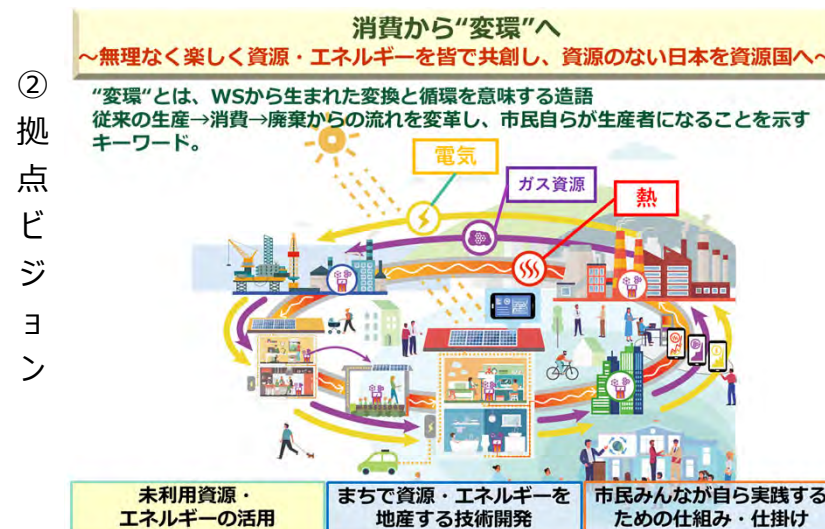 ②拠点ビジョン
消費から“変環”へ
～無理なく楽しく資源・エネルギーを皆で共創し、資源のない日本を資源国へ～
“変環“とは、WSから生まれた変換と循環を意味する造語
従来の生産→消費→廃棄からの流れを変革し、市民自らが生産者になることを示す
キーワード。
電気
ガス資源
熱
未利用資源・
エネルギーの活用
まちで資源・エネルギーを
地産する技術開発
市民みんなが自ら実践する
ための仕組み・仕掛け